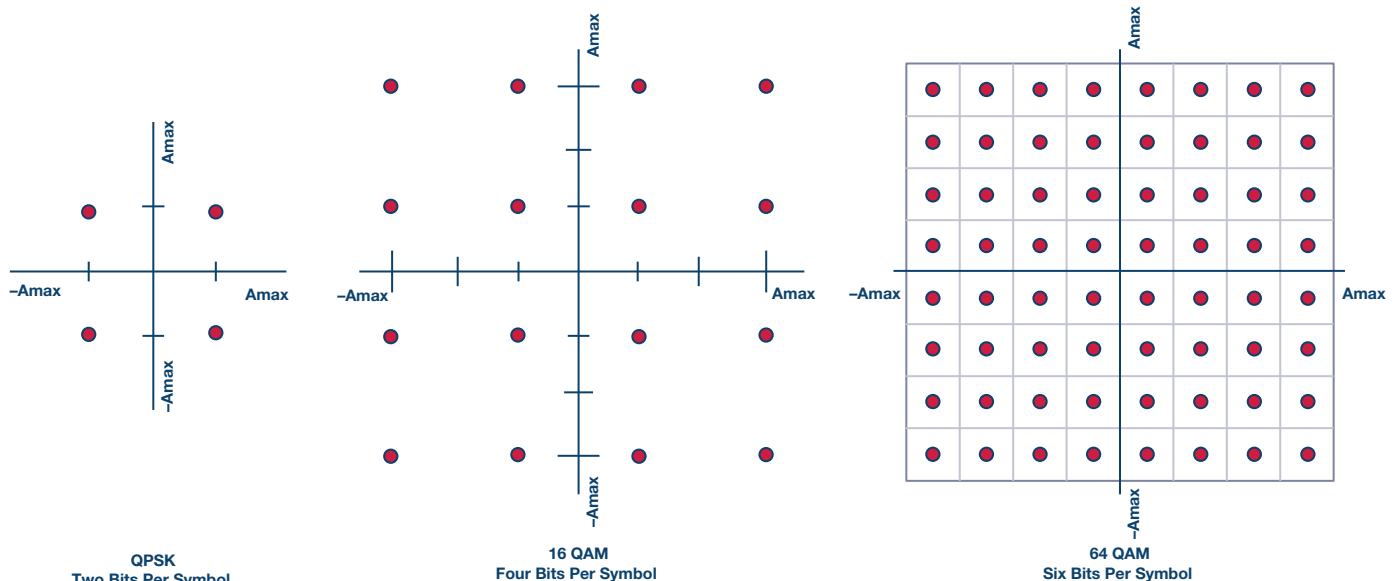 Amax
–Amax
Amax
–Amax
QPSK
Two Bits Per Symbol
Amax
–Amax
Amax
–Amax
16 QAM
Four Bits Per Symbol
Amax
–Amax
Amax
–Amax
64 QAM
Six Bits Per Symbol